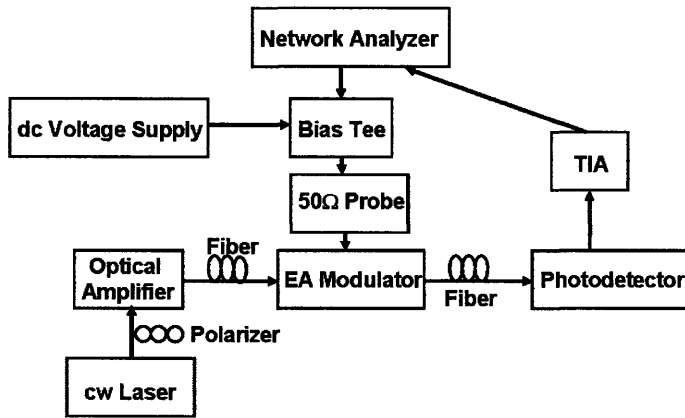 Network Analyzer
dc Voltage Supply
Bias Tee
TIA
50Ω Probe
Fiber
Optical
Amplifier
EA Modulator
Fiber
Photodetector
Polarizer
cw Laser